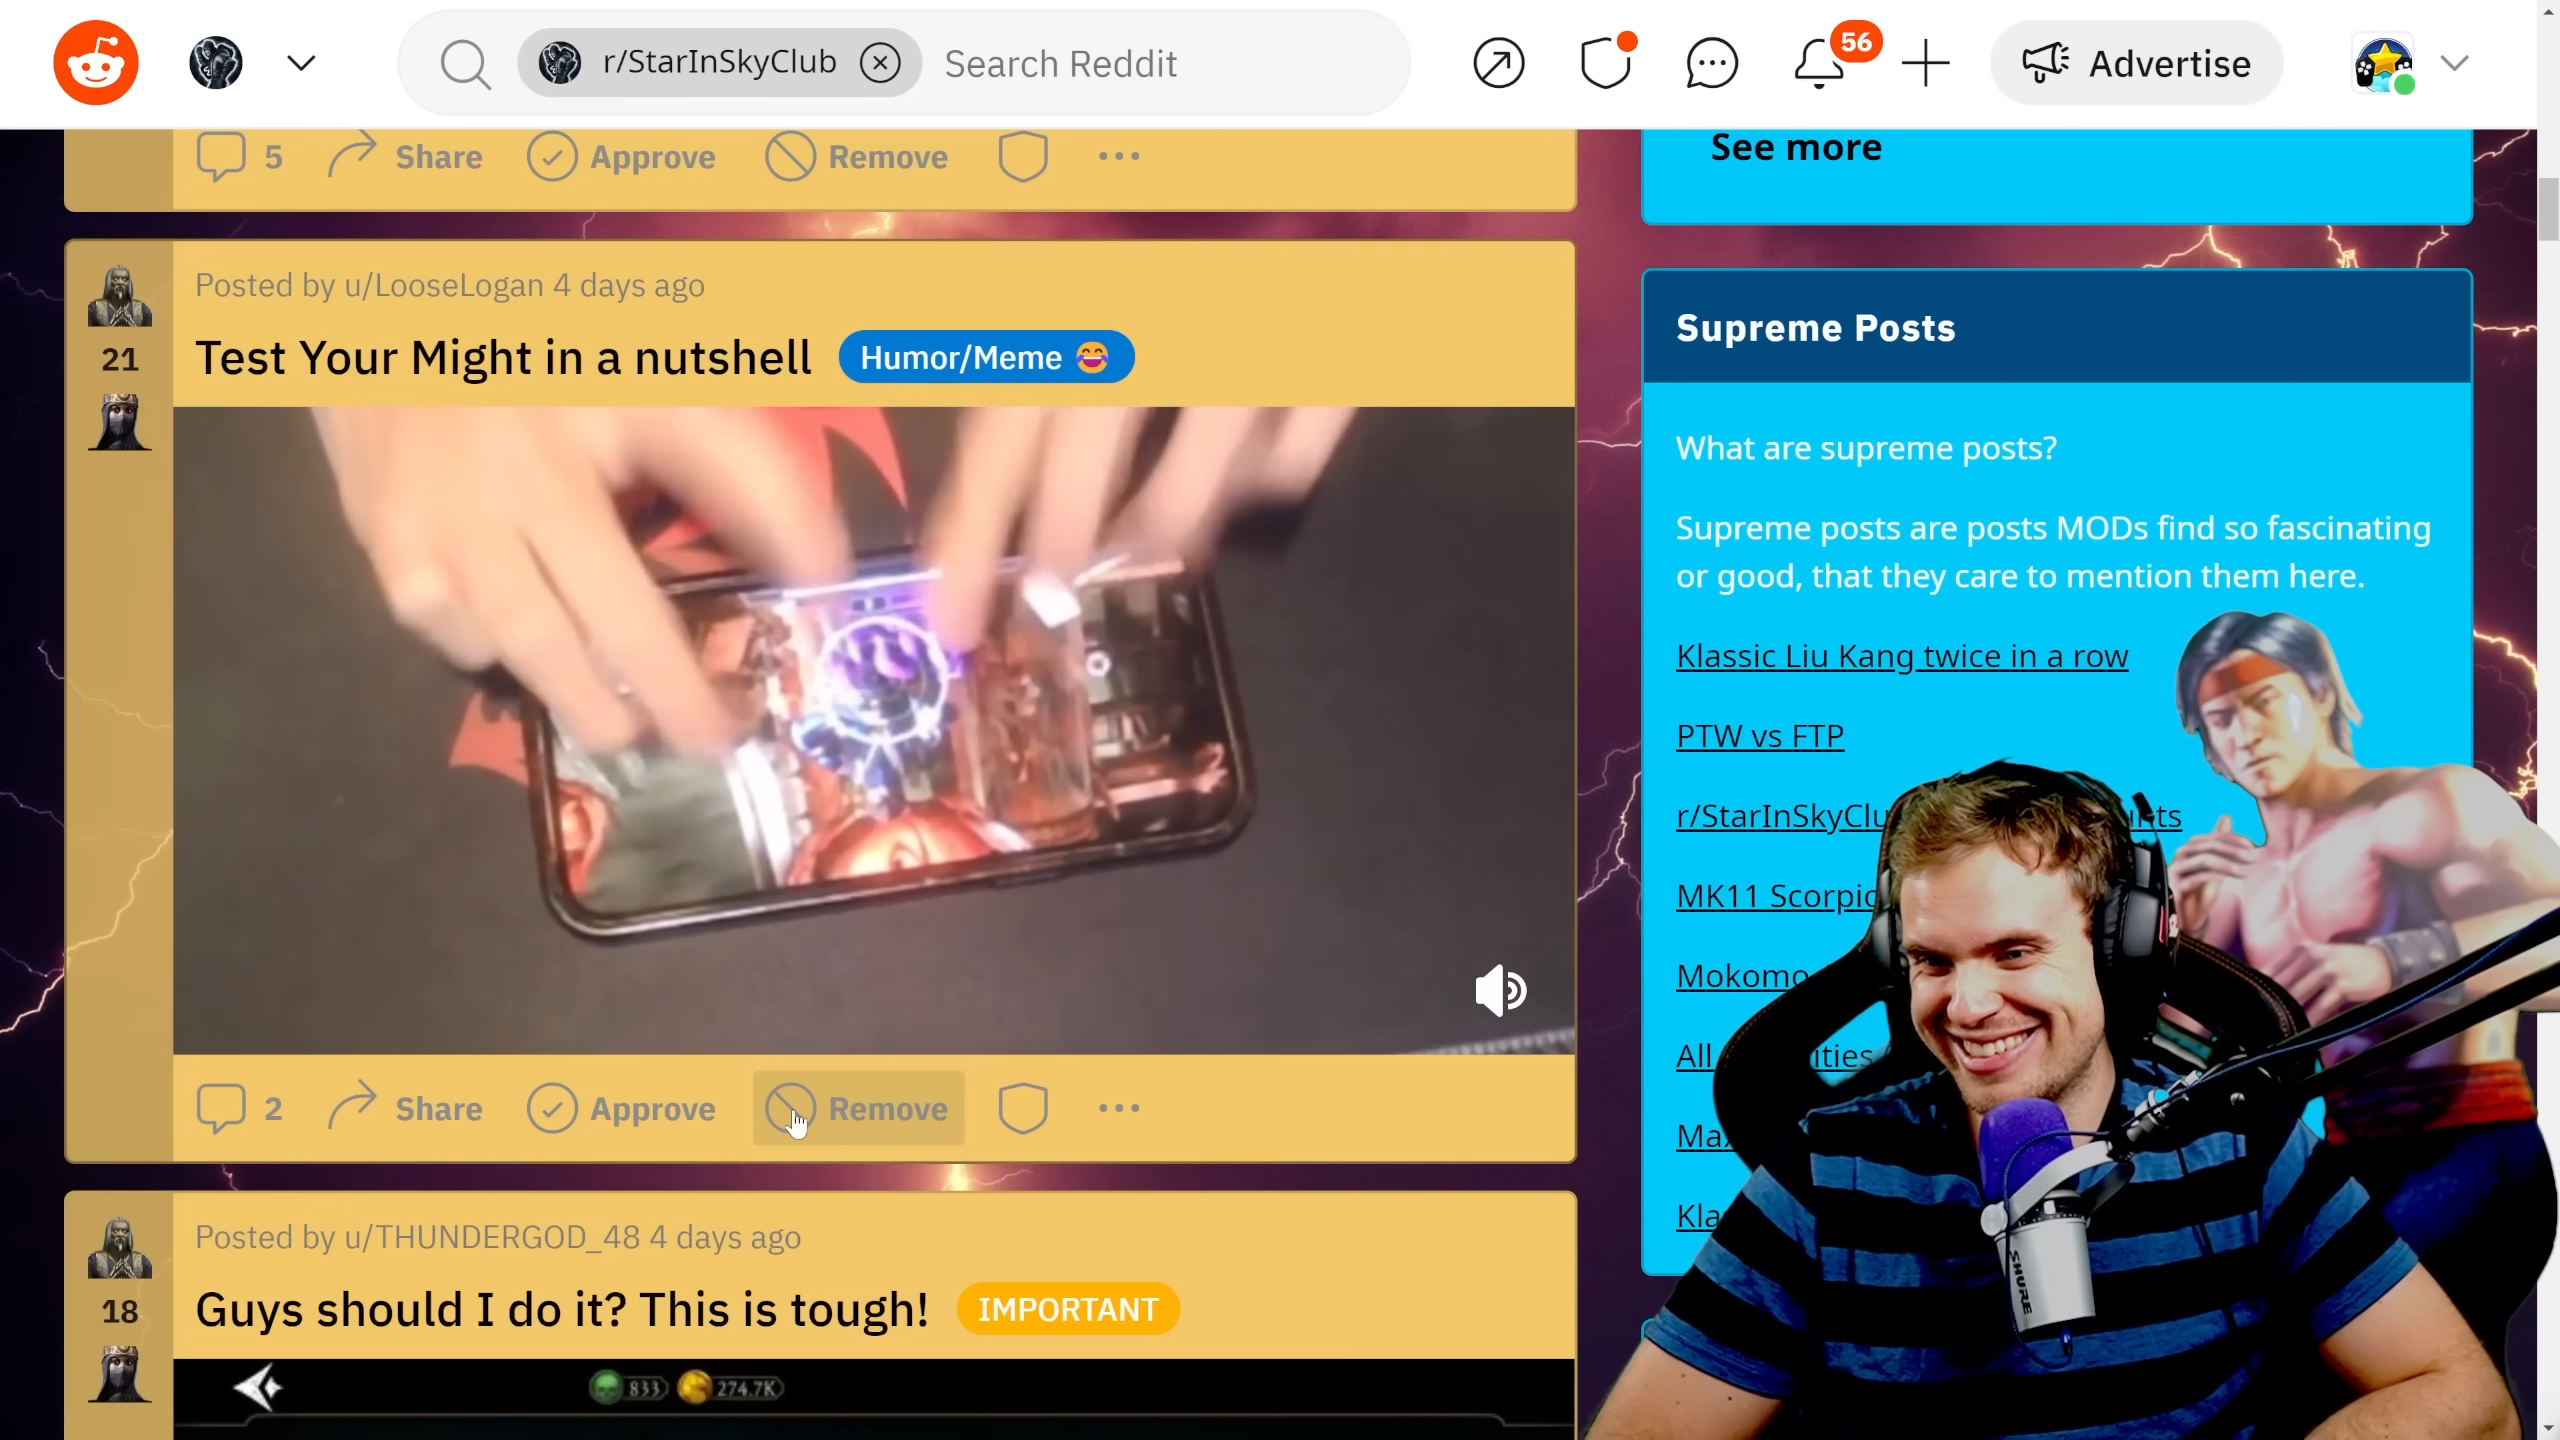 r/StarInSkyClub
Search Reddit
56
Advertise
5
Share
Approve
Remove
See more
Posted by u/LooseLogan 4 days ago
21
Test Your Might in a nutshell
Humor/Meme
2
Share
Approve
Remove
Posted by u/THUNDERGOD_48 4 days ago
18
Guys should I do it? This is tough!
IMPORTANT
833
274.7K
Supreme Posts
What are supreme posts?
Supreme posts are posts MODs find so fascinating
or good, that they care to mention them here.
Klassic Liu Kang twice in a row
PTW vs FTP
MK11
All
SHURE